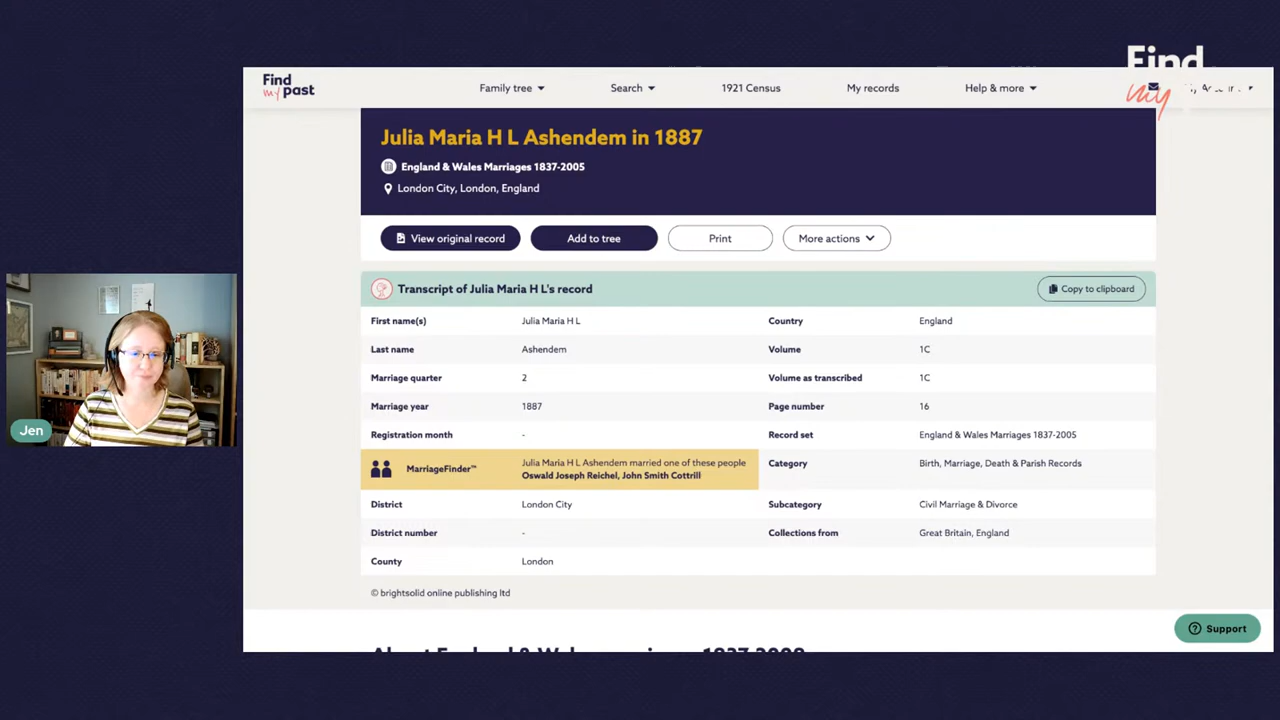 Find
my
Find
my past
Family tree
Search
1921 Census
My records
Help & more
Julia Maria H L Ashendem in 1887
England & Wales Marriages 1837-2005
London City, London, England
View original record
Add to tree
Print
More actions
Transcript of Julia Maria H L's record
Copy to clipboard
First name(s) Julia Maria H L Country England
Last name Ashendem Volume 1C
Marriage quarter 2 Volume as transcribed 1C
Marriage year 1887 Page number 16
Registration month - Record set England & Wales Marriages 1837-2005
MarriageFinder™ Julia Maria H L Ashendem married one of these people
Oswald Joseph Reichel, John Smith Cottrill
Category Birth, Marriage, Death & Parish Records
District London City Subcategory Civil Marriage & Divorce
District number - Collections from Great Britain, England
County London
© brightsolid online publishing ltd
Support
Jen